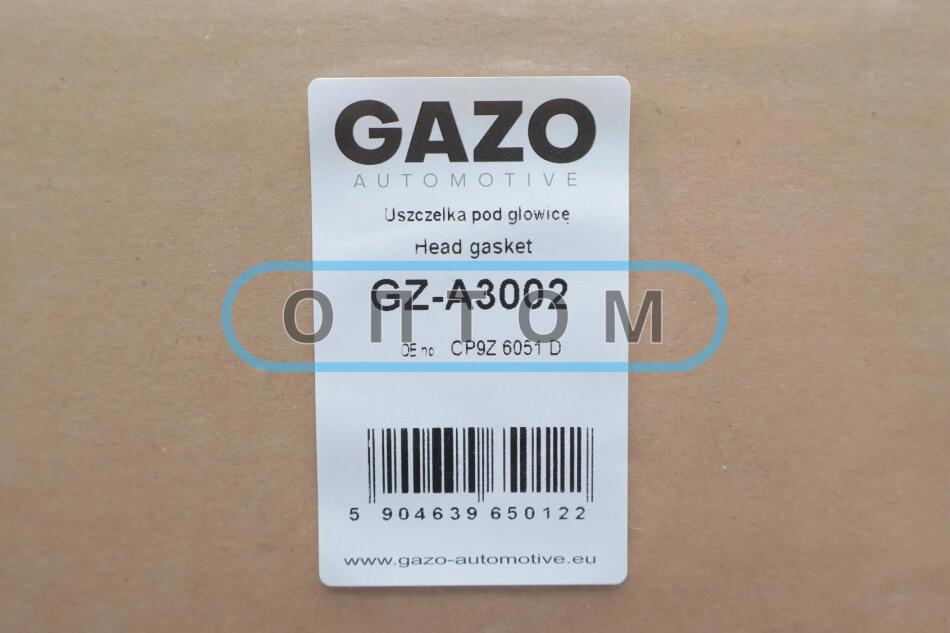 GAZO
AUTOMOTIVE
Uszczelka pod głowicę
Head gasket
GZ-A3002
ОПТОМ
OE no CP9Z 6051 D
5 904639 650122
www.gazo-automotive.eu